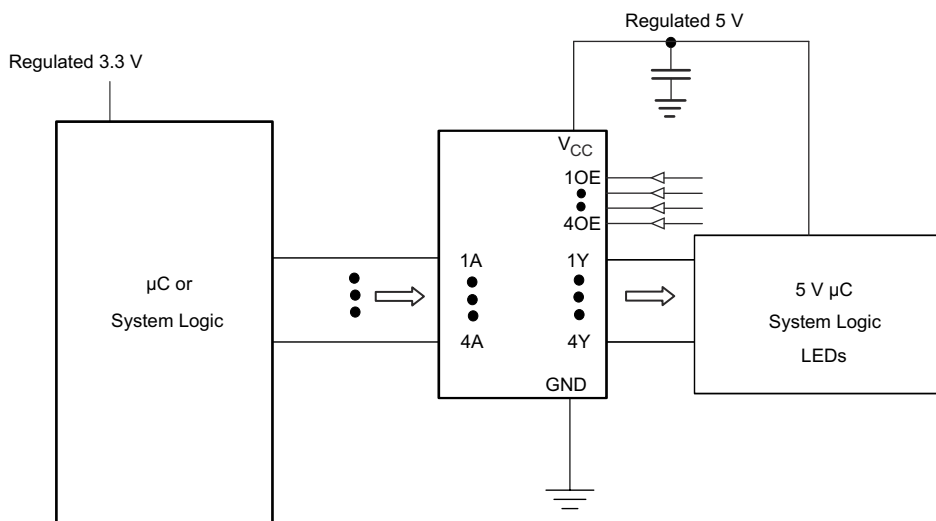 Regulated 5 V
Regulated 3.3 V
V_CC
1OE
4OE
1A
1Y
µC or
System Logic
5 V µC
System Logic
LEDs
4A
4Y
GND